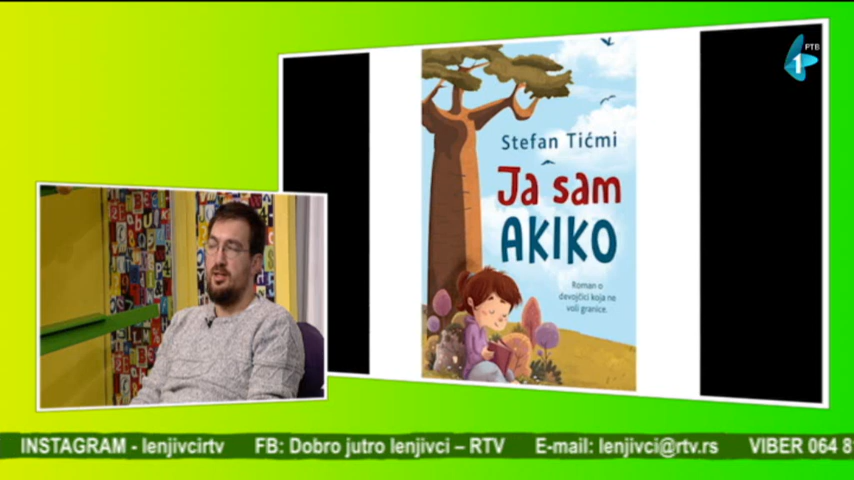 РТВ
1
Stefan Tićmi
Ja sam
AKIKO
Roman o
devojčici koja ne
voli granice.
INSTAGRAM - lenjivcirtv FB: Dobro jutro lenjivci – RTV E-mail: lenjivci@rtv.rs VIBER 064 8